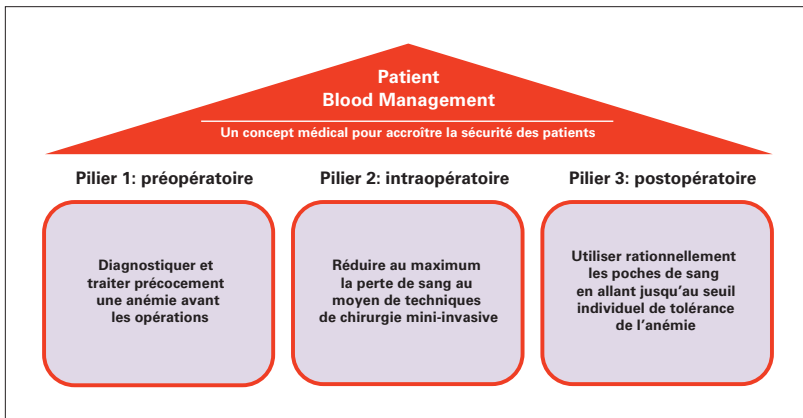 Patient
Blood Management
Un concept médical pour accroître la sécurité des patients
Pilier 1: préopératoire
Pilier 2: intraopératoire
Pilier 3: postopératoire
Diagnostiquer et
traiter précocement
une anémie avant
les opérations
Réduire au maximum
la perte de sang au
moyen de techniques
de chirurgie mini-invasive
Utiliser rationnellement
les poches de sang
en allant jusqu’au seuil
individuel de tolérance
de l’anémie